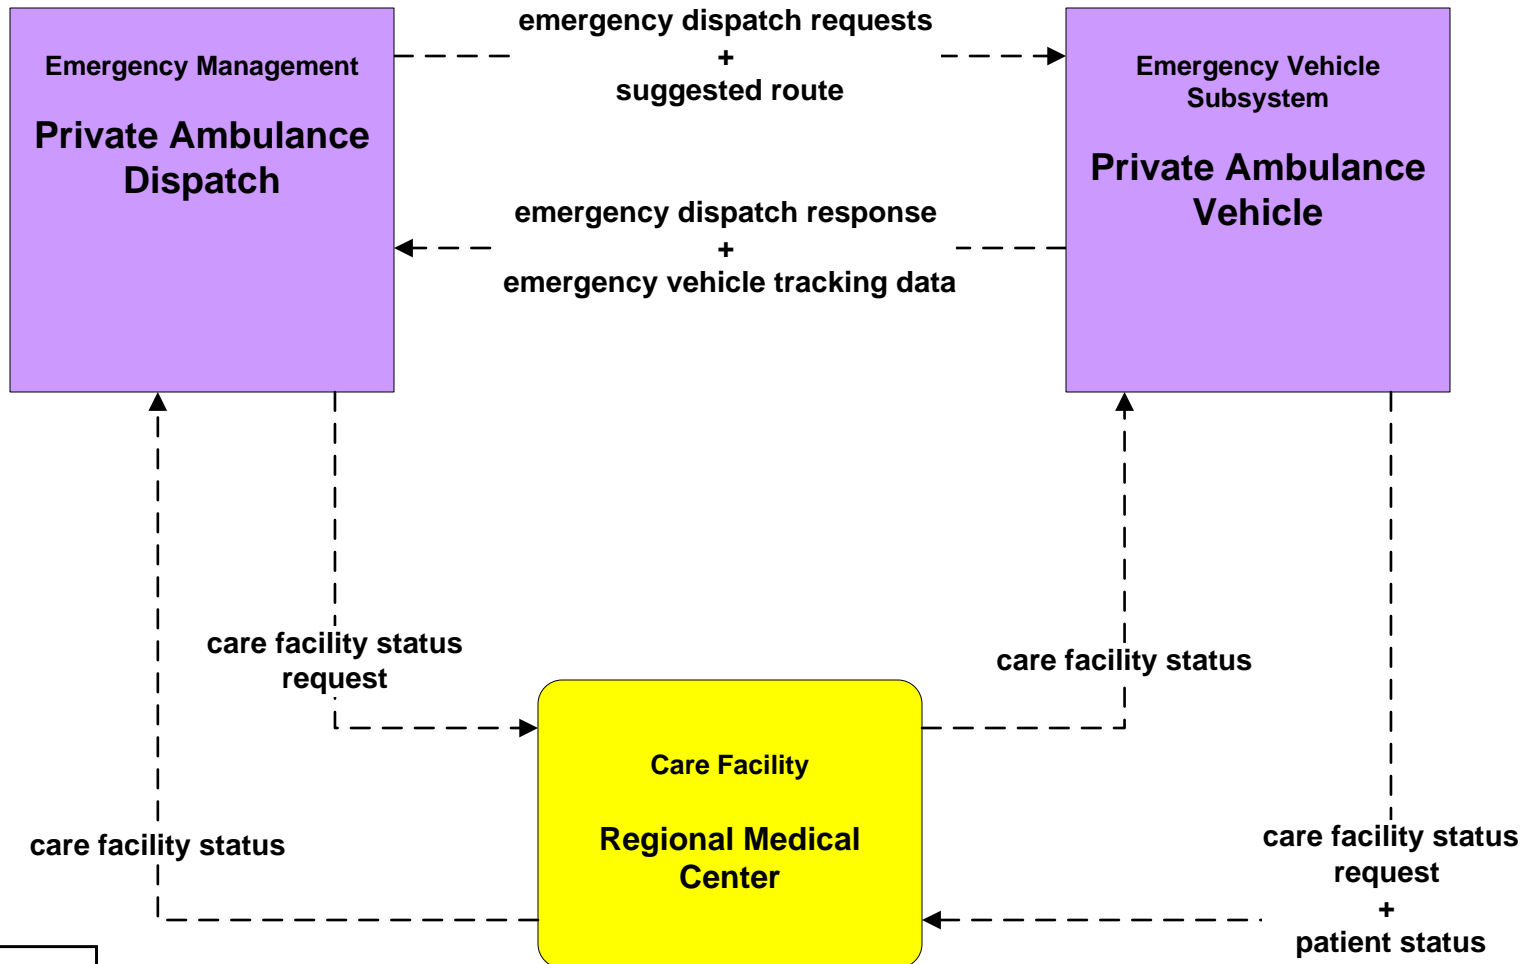 emergency dispatch requests
+
suggested route
Emergency Management
Private Ambulance
Dispatch
Emergency Vehicle
Subsystem
Private Ambulance
Vehicle
emergency dispatch response
+
emergency vehicle tracking data
care facility status
request
care facility status
Care Facility
Regional Medical
Center
care facility status
care facility status
request
+
patient status